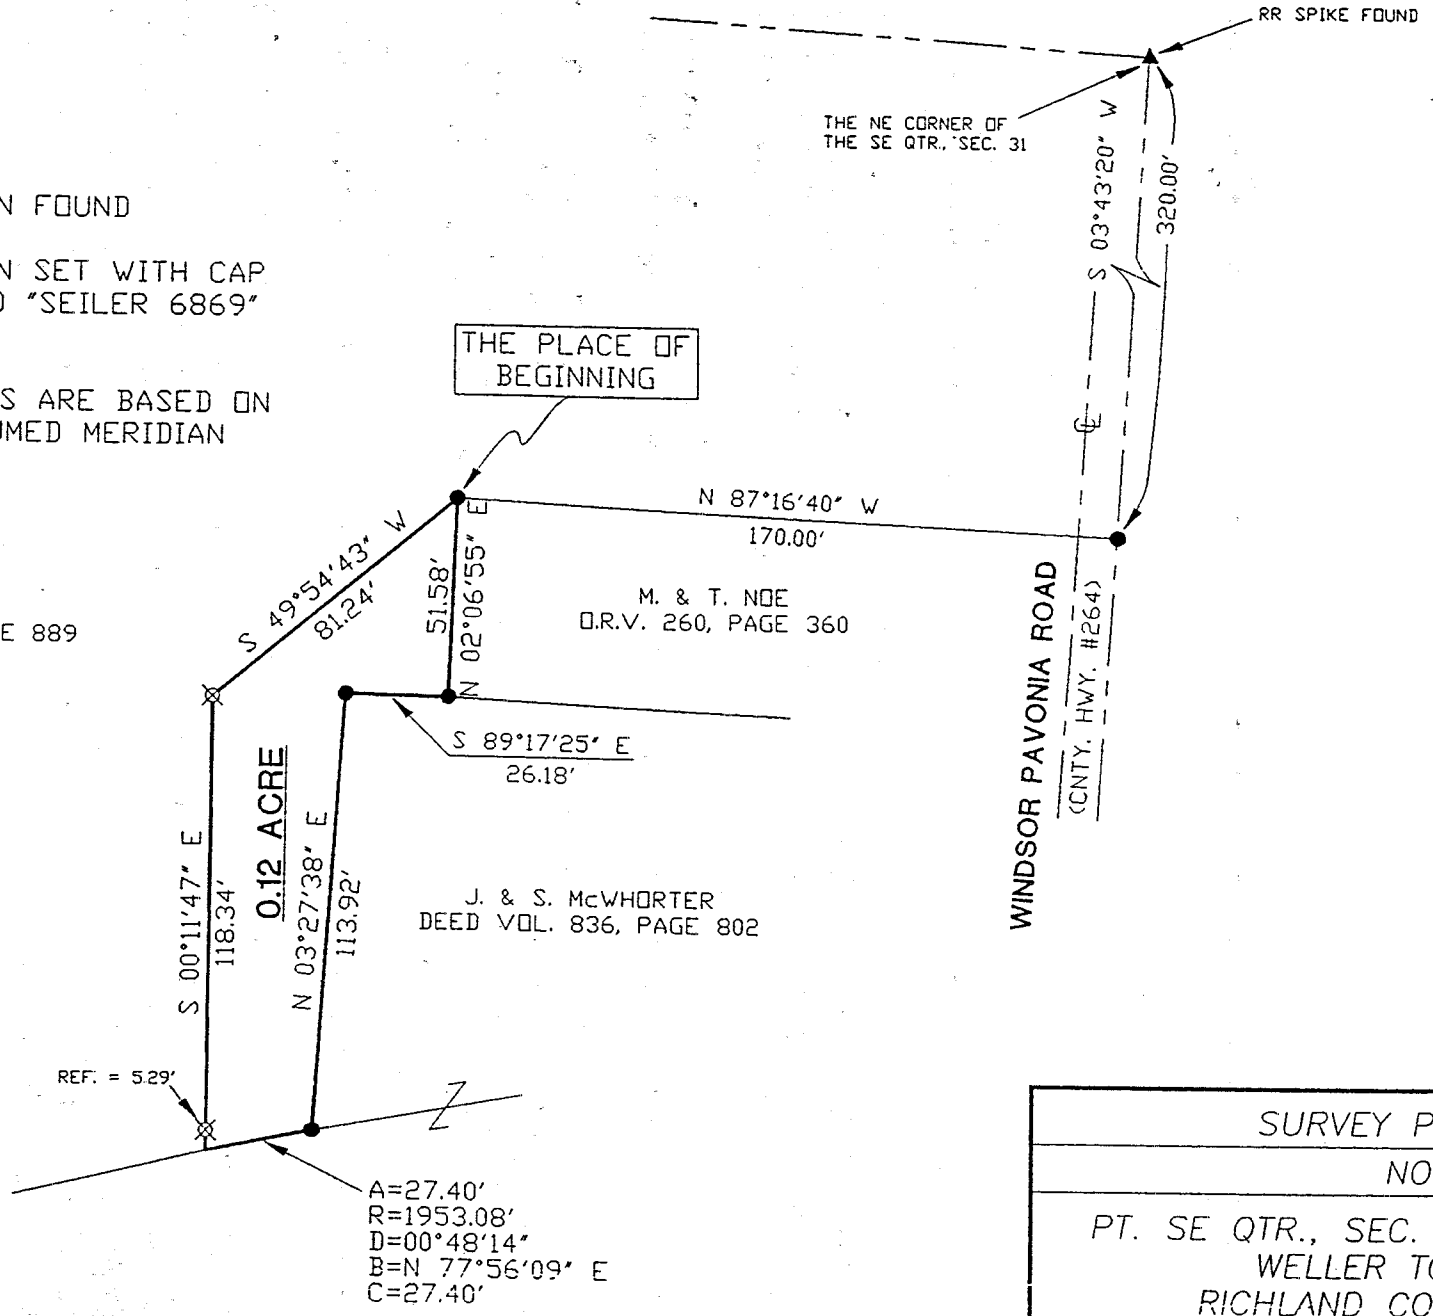 RR SPIKE FOUND
THE NE CORNER OF
THE SE QTR., SEC. 31
S 03°43'20" W
320.00'
N FOUND
N SET WITH CAP
"SEILER 6869"
THE PLACE OF
BEGINNING
S ARE BASED ON
UMED MERIDIAN
N 87°16'40" W
170.00'
S 49°54'43" W
81.24'
51.58'
N 02°06'55" E
M. & T. NOE
O.R.V. 260, PAGE 360
E 889
WINDSOR PAVONIA ROAD
(CNTY. HWY. #264)
S 89°17'25" E
26.18'
0.12 ACRE
S 00°11'47" E
118.34'
N 03°27'38" E
113.92'
J. & S. McWHORTER
DEED VOL. 836, PAGE 802
REF. = 5.29'
A=27.40'
R=1953.08'
D=00°48'14"
B=N 77°56'09" E
C=27.40'
SURVEY P
NO
PT. SE QTR., SEC.
WELLER TO
RICHLAND CO